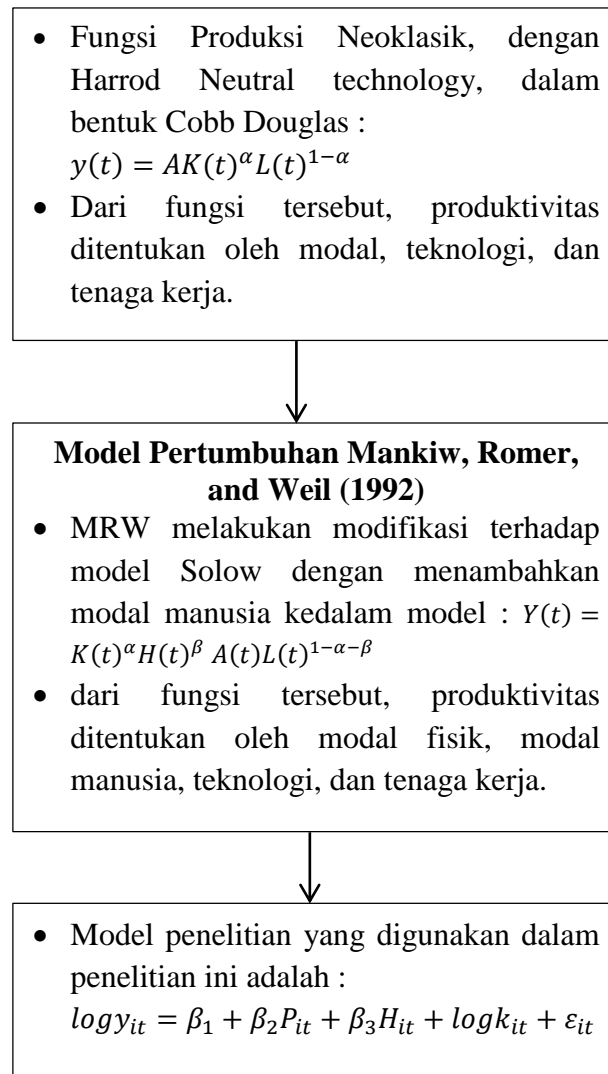 • Fungsi Produksi Neoklasik, dengan
Harrod Neutral technology, dalam
bentuk Cobb Douglas :
𝑦(𝑡) = 𝐴𝐾(𝑡)^𝛼 𝐿(𝑡)^{1−𝛼}
• Dari fungsi tersebut, produktivitas
ditentukan oleh modal, teknologi, dan
tenaga kerja.
Model Pertumbuhan Mankiw, Romer,
and Weil (1992)
• MRW melakukan modifikasi terhadap
model Solow dengan menambahkan
modal manusia kedalam model : 𝑌(𝑡) =
𝐾(𝑡)^𝛼 𝐻(𝑡)^𝛽 𝐴(𝑡)𝐿(𝑡)^{1−𝛼−𝛽}
• dari fungsi tersebut, produktivitas
ditentukan oleh modal fisik, modal
manusia, teknologi, dan tenaga kerja.
• Model penelitian yang digunakan dalam
penelitian ini adalah :
𝑙𝑜𝑔𝑦_{𝑖𝑡} = 𝛽_1 + 𝛽_2𝑃_{𝑖𝑡} + 𝛽_3𝐻_{𝑖𝑡} + 𝑙𝑜𝑔𝑘_{𝑖𝑡} + 𝜀_{𝑖𝑡}